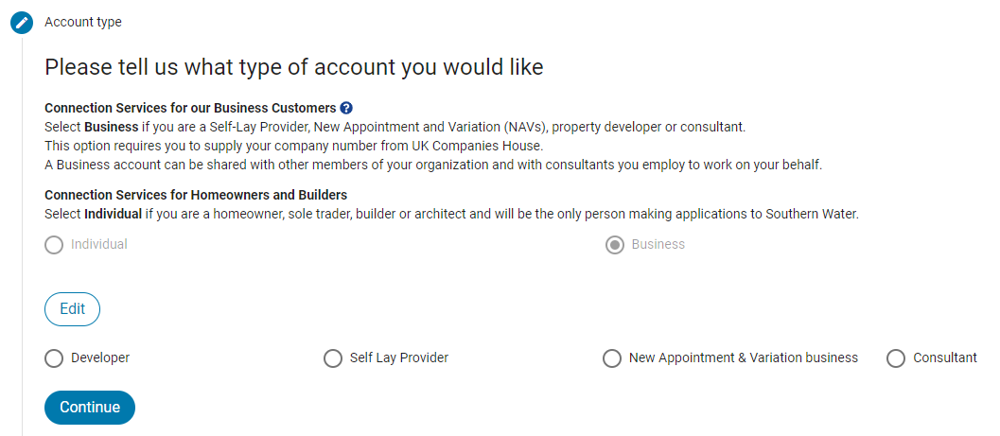 Account type
Please tell us what type of account you would like
Connection Services for our Business Customers ?
Select Business if you are a Self-Lay Provider, New Appointment and Variation (NAVs), property developer or consultant.
This option requires you to supply your company number from UK Companies House.
A Business account can be shared with other members of your organization and with consultants you employ to work on your behalf.
Connection Services for Homeowners and Builders
Select Individual if you are a homeowner, sole trader, builder or architect and will be the only person making applications to Southern Water.
Individual Business
Edit
Developer Self Lay Provider New Appointment & Variation business Consultant
Continue